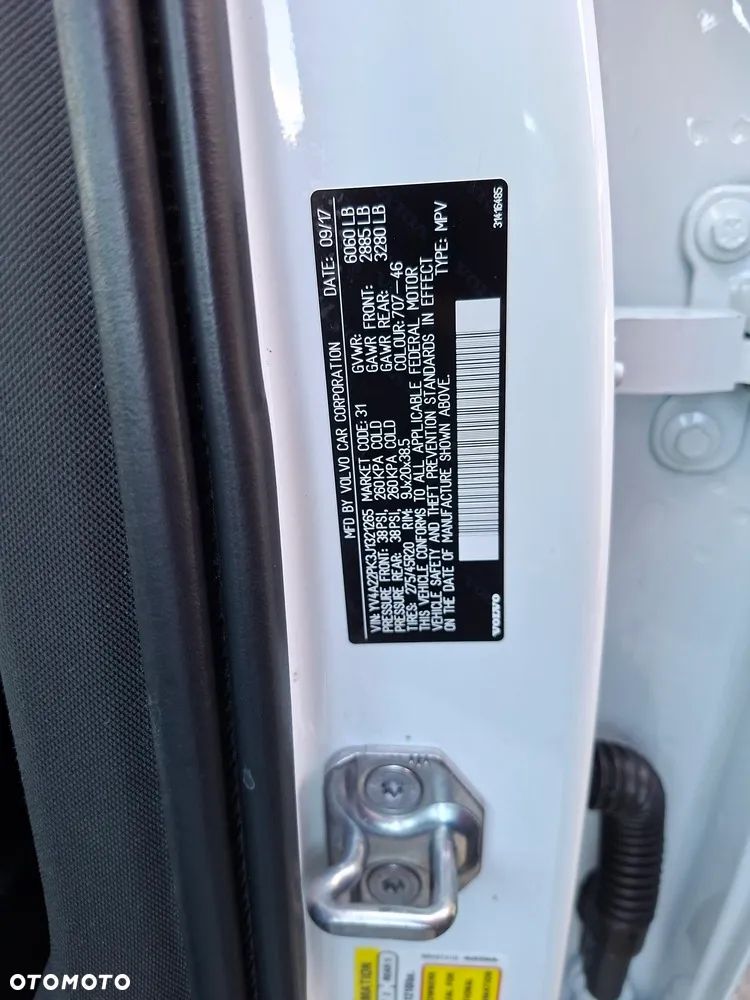 MFD BY VOLVO CAR CORPORATION DATE: 09/17
VIN: YV4A22PK3J1321265 MARKET CODE: 31 GVWR: 6060 LB
PRESSURE FRONT: 38PSI, 260KPA COLD GAWR FRONT: 2885 LB
PRESSURE REAR: 38PSI, 260KPA COLD GAWR REAR: 3280 LB
TIRES: 275/45R20 RIM: 9Jx20x38.5 COLOUR: 707--46
THIS VEHICLE CONFORMS TO ALL APPLICABLE FEDERAL MOTOR
VEHICLE SAFETY AND THEFT PREVENTION STANDARDS IN EFFECT
ON THE DATE OF MANUFACTURE SHOWN ABOVE. TYPE: MPV
VOLVO 31416485
OTOMOTO